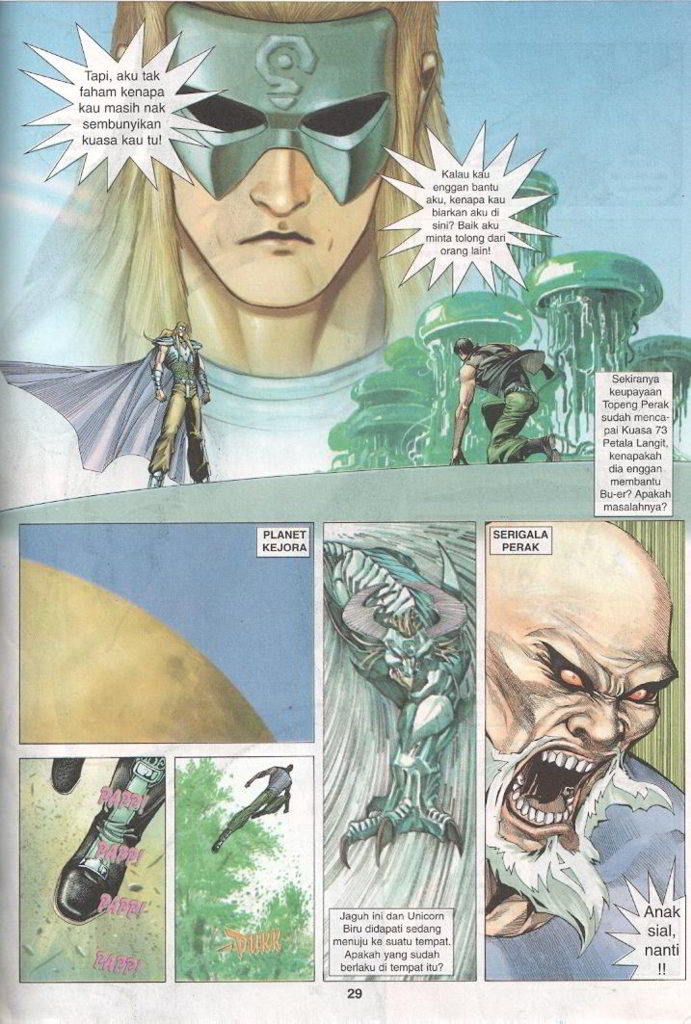 Tapi, aku tak
faham kenapa
kau masih nak
sembunyikan
kuasa kau tu!
Kalau kau
enggan bantu
aku, kenapa kau
biarkan aku di
sini? Baik aku
minta tolong dari
orang lain!
Sekiranya
keupayaan
Topeng Perak
sudah menca-
pai Kuasa 73
Petala Langit,
kenapakah
dia enggan
membantu
Bu-er? Apakah
masalahnya?
PLANET
KEJORA
SERIGALA
PERAK
PAPP!
PAPP!
PAPP!
PAPP!
DUKK
Jaguh ini dan Unicorn
Biru didapati sedang
menuju ke suatu tempat.
Apakah yang sudah
berlaku di tempat itu?
Anak
sial,
nanti
!!
29